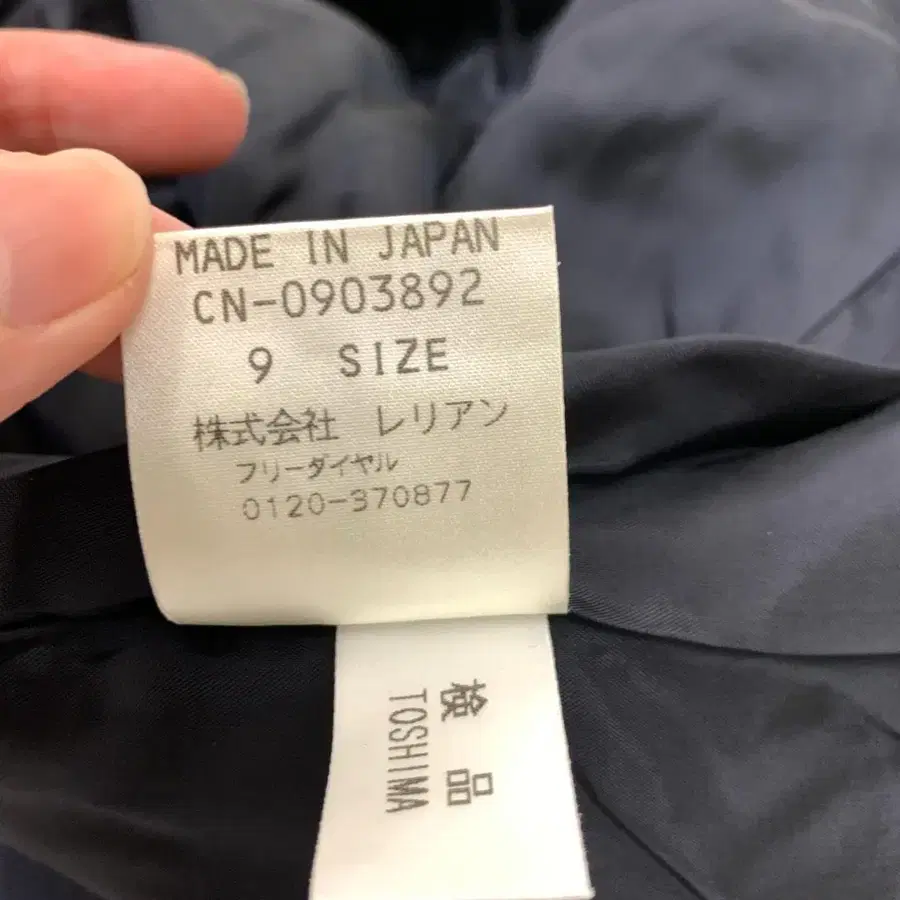 MADE IN JAPAN
CN-0903892
9 SIZE
株式会社 レリアン
フリーダイヤル
0120-370877
検品
TOSHIMA